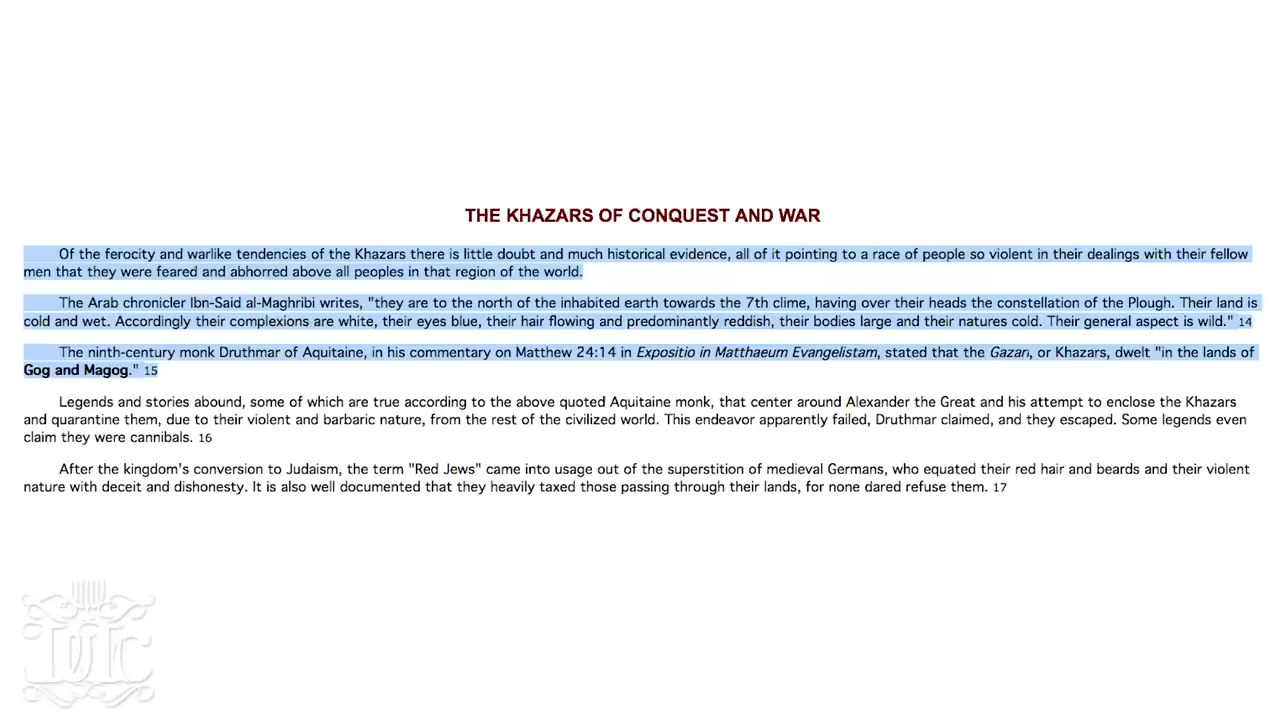 THE KHAZARS OF CONQUEST AND WAR
Of the ferocity and warlike tendencies of the Khazars there is little doubt and much historical evidence, all of it pointing to a race of people so violent in their dealings with their fellow
men that they were feared and abhorred above all peoples in that region of the world.
The Arab chronicler Ibn-Said al-Maghribi writes, "they are to the north of the inhabited earth towards the 7th clime, having over their heads the constellation of the Plough. Their land is
cold and wet. Accordingly their complexions are white, their eyes blue, their hair flowing and predominantly reddish, their bodies large and their natures cold. Their general aspect is wild." 14
The ninth-century monk Druthmar of Aquitaine, in his commentary on Matthew 24:14 in Expositio in Matthaeum Evangelistam, stated that the Gazari, or Khazars, dwelt "in the lands of
Gog and Magog." 15
Legends and stories abound, some of which are true according to the above quoted Aquitaine monk, that center around Alexander the Great and his attempt to enclose the Khazars
and quarantine them, due to their violent and barbaric nature, from the rest of the civilized world. This endeavor apparently failed, Druthmar claimed, and they escaped. Some legends even
claim they were cannibals. 16
After the kingdom's conversion to Judaism, the term "Red Jews" came into usage out of the superstition of medieval Germans, who equated their red hair and beards and their violent
nature with deceit and dishonesty. It is also well documented that they heavily taxed those passing through their lands, for none dared refuse them. 17